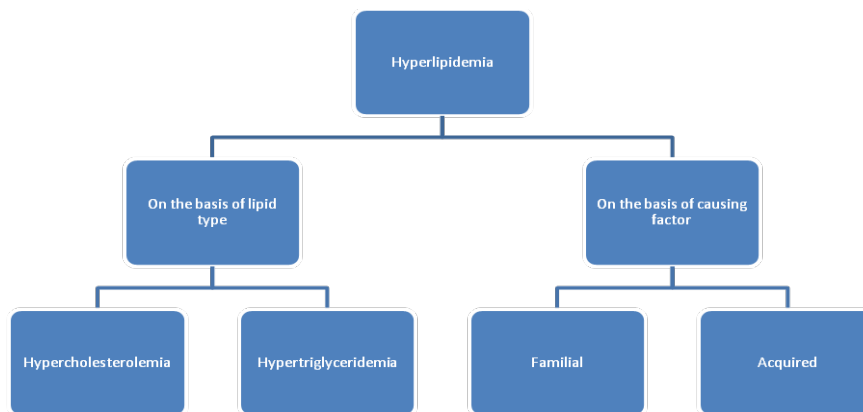 Hyperlipidemia
On the basis of lipid
type
On the basis of causing
factor
Hypercholesterolemia
Hypertriglyceridemia
Familial
Acquired